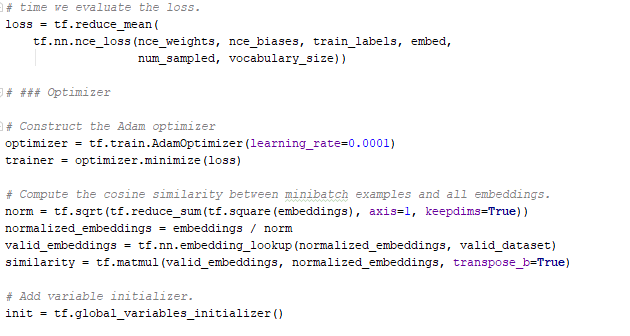 # time we evaluate the loss.
loss = tf.reduce_mean(
    tf.nn.nce_loss(nce_weights, nce_biases, train_labels, embed,
                   num_sampled, vocabulary_size))
# ### Optimizer
# Construct the Adam optimizer
optimizer = tf.train.AdamOptimizer(learning_rate=0.0001)
trainer = optimizer.minimize(loss)
# Compute the cosine similarity between minibatch examples and all embeddings.
norm = tf.sqrt(tf.reduce_sum(tf.square(embeddings), axis=1, keepdims=True))
normalized_embeddings = embeddings / norm
valid_embeddings = tf.nn.embedding_lookup(normalized_embeddings, valid_dataset)
similarity = tf.matmul(valid_embeddings, normalized_embeddings, transpose_b=True)
# Add variable initializer.
init = tf.global_variables_initializer()